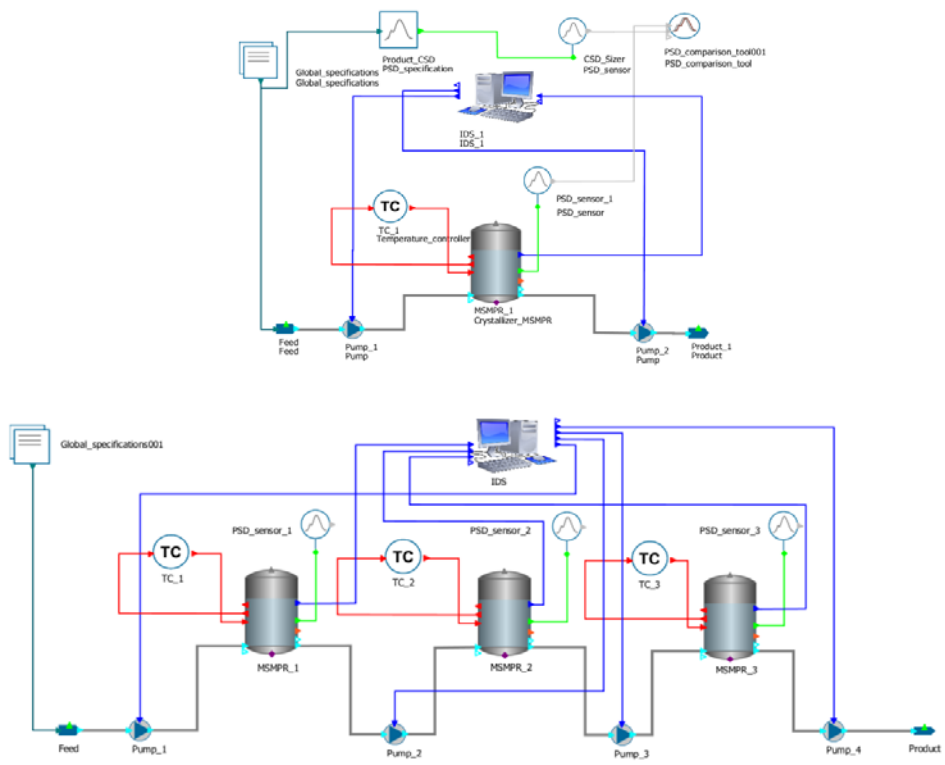 Product_CSD
PSD_specification
CSD_Sizer
PSD_sensor
PSD_comparison_tool001
PSD_comparison_tool
Global_specifications
Global_specifications
IDS_1
IDS_1
PSD_sensor_1
PSD_sensor
TC
TC_1
Temperature_controller
MSMPR_1
Crystallizer_MSMPR
Feed
Feed
Pump_1
Pump
Pump_2
Pump
Product_1
Product
Global_specifications001
IDS
PSD_sensor_1
PSD_sensor_2
PSD_sensor_3
TC
TC_1
TC
TC_2
TC
TC_3
MSMPR_1
MSMPR_2
MSMPR_3
Feed
Pump_1
Pump_2
Pump_3
Pump_4
Product